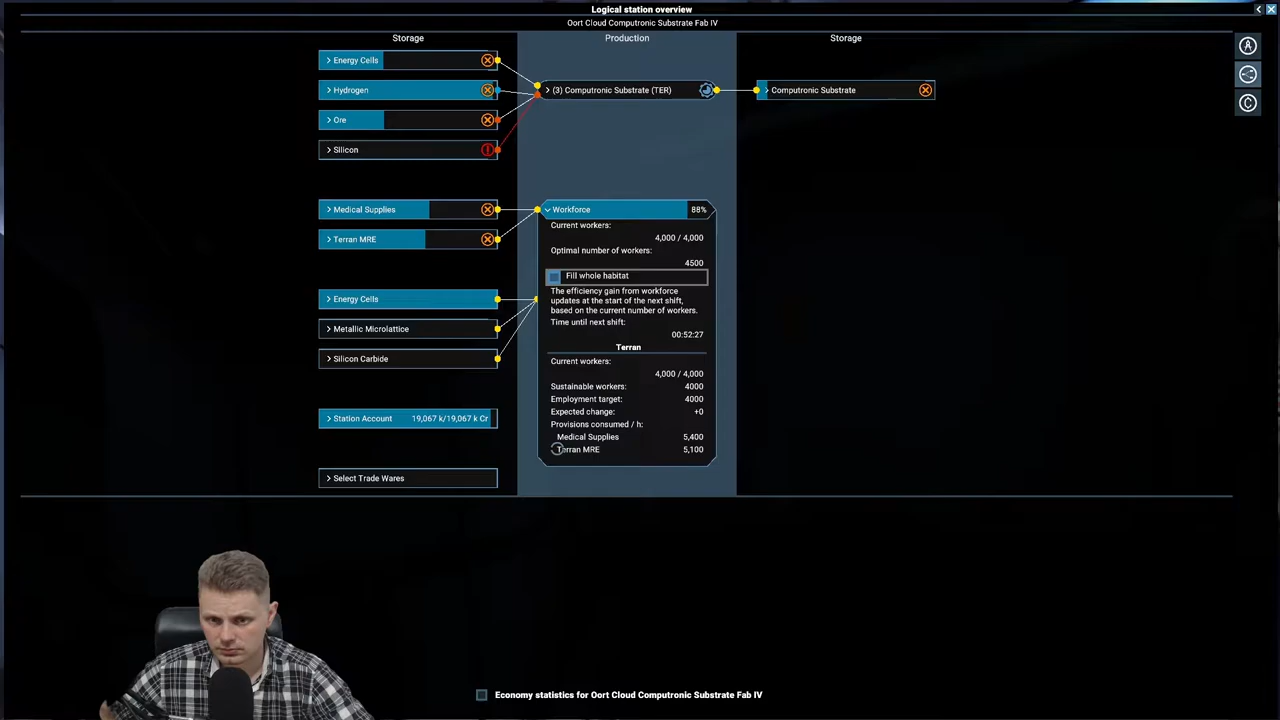 Logical station overview
Oort Cloud Computronic Substrate Fab IV
Storage
Production
Storage
Energy Cells
Hydrogen
Ore
Silicon
(3) Computronic Substrate (TER)
Computronic Substrate
Medical Supplies
Terran MRE
Energy Cells
Metallic Microlattice
Silicon Carbide
Station Account 19,067 k/19,067 k Cr
Select Trade Wares
Workforce 88%
Current workers:
4,000 / 4,000
Optimal number of workers:
4500
Fill whole habitat
The efficiency gain from workforce
updates at the start of the next shift,
based on the current number of workers.
Time until next shift:
00:52:27
Terran
Current workers:
4,000 / 4,000
Sustainable workers: 4000
Employment target: 4000
Expected change: +0
Provisions consumed / h:
Medical Supplies 5,400
Terran MRE 5,100
A
C
Economy statistics for Oort Cloud Computronic Substrate Fab IV